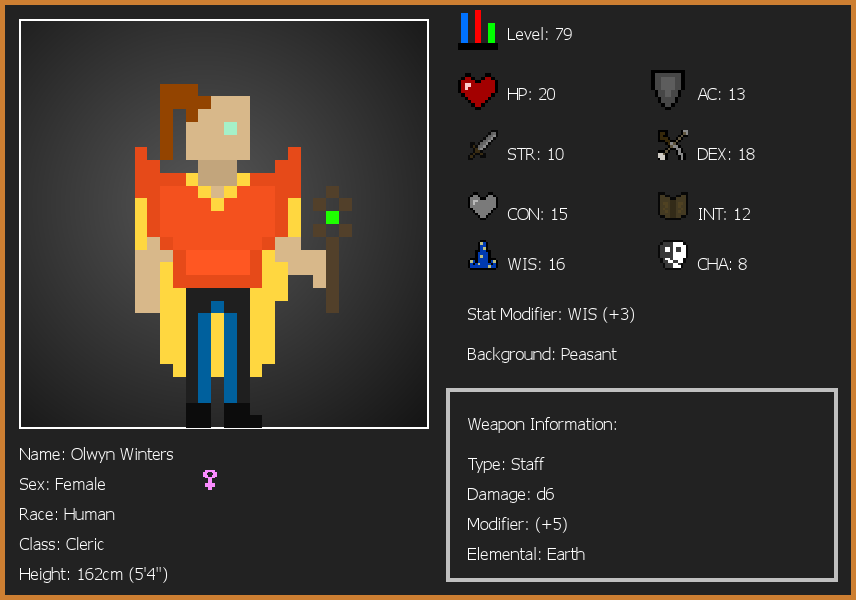 Level: 79
HP: 20
AC: 13
STR: 10
DEX: 18
CON: 15
INT: 12
WIS: 16
CHA: 8
Stat Modifier: WIS (+3)
Background: Peasant
Weapon Information:
Type: Staff
Damage: d6
Modifier: (+5)
Elemental: Earth
Name: Olwyn Winters
Sex: Female
Race: Human
Class: Cleric
Height: 162cm (5'4")